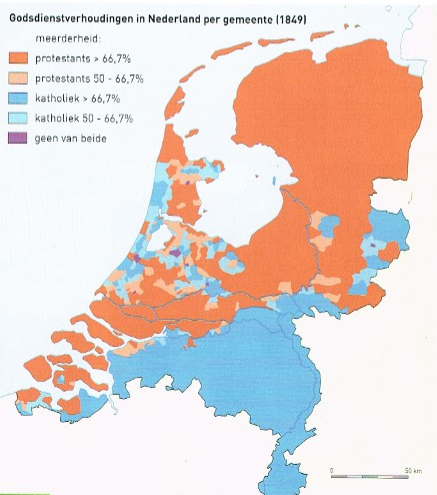 Godsdienstverhoudingen in Nederland per gemeente (1849)
meerderheid:
protestants > 66,7%
protestants 50 - 66,7%
katholiek > 66,7%
katholiek 50 - 66,7%
geen van beide
0 50 km